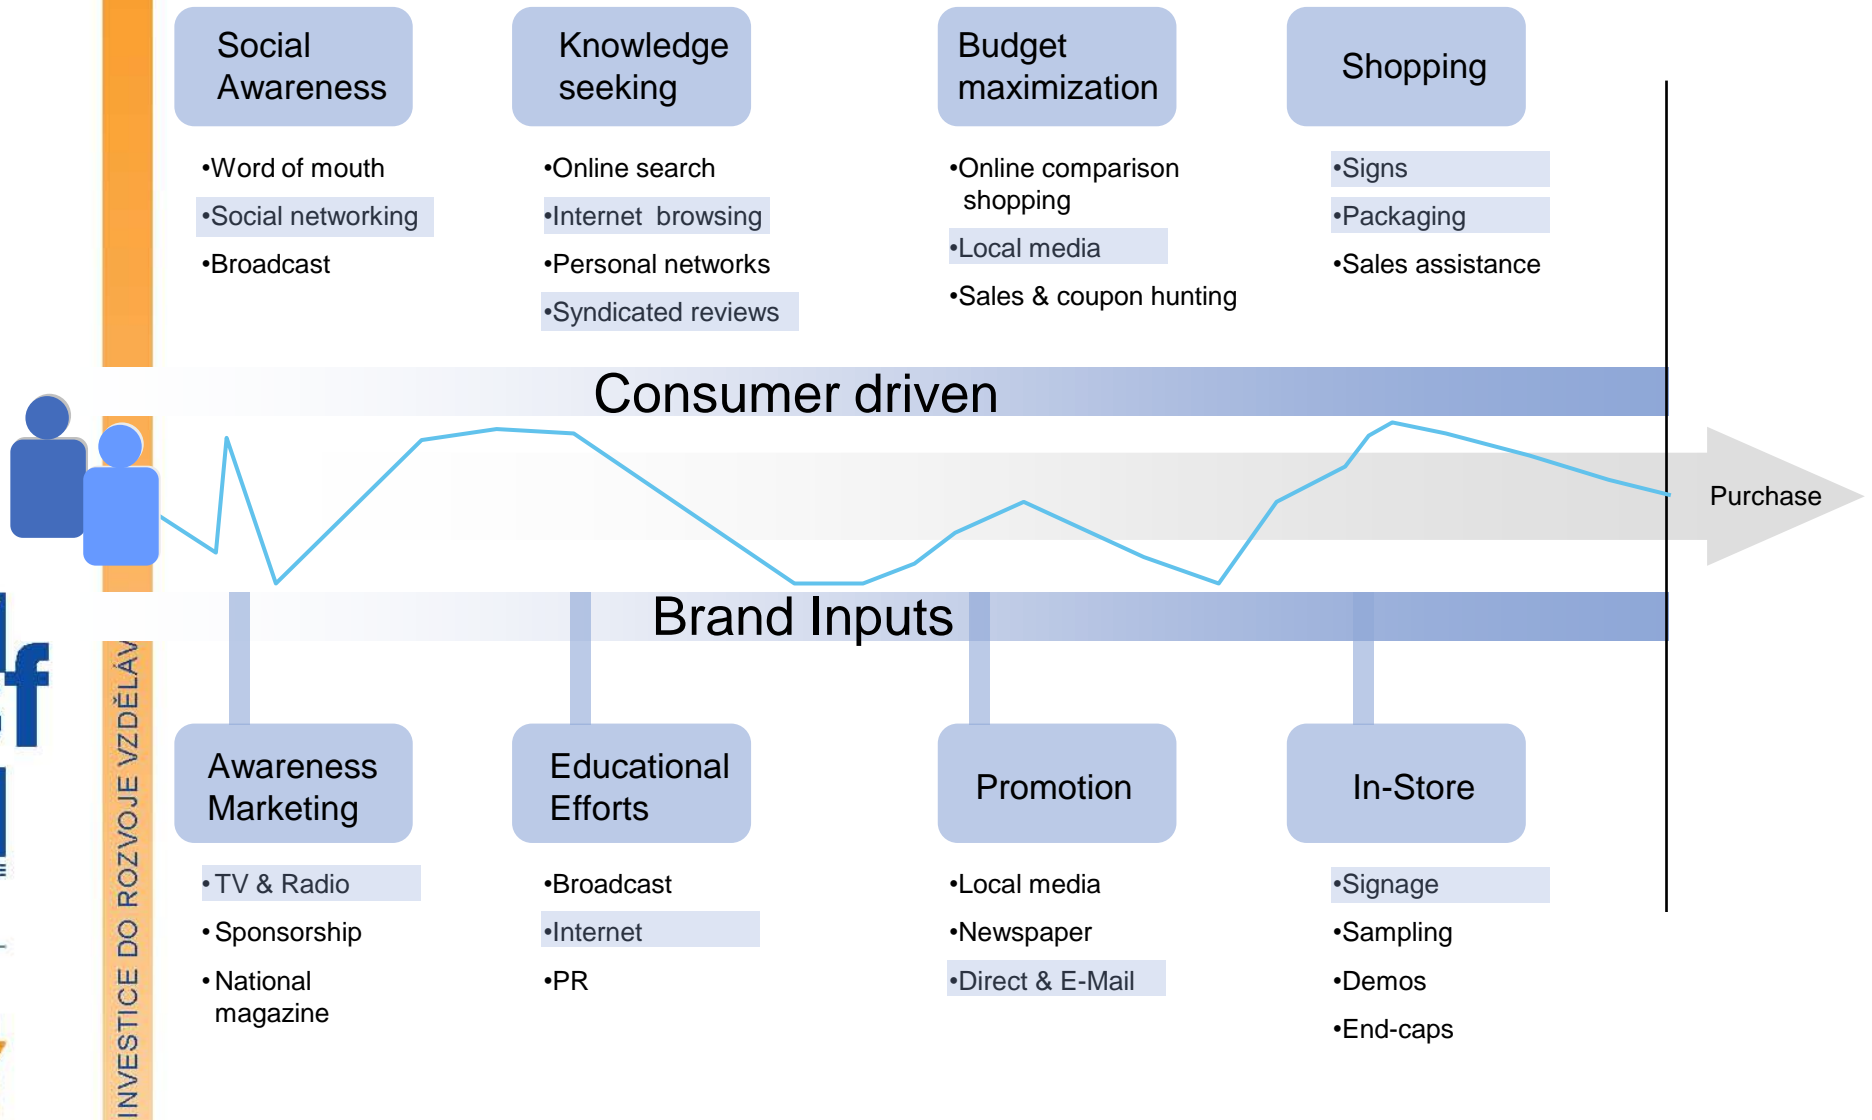 Social
Awareness
•Word of mouth
•Social networking
•Broadcast
Knowledge
seeking
•Online search
•Internet browsing
•Personal networks
•Syndicated reviews
Budget
maximization
•Online comparison
shopping
•Local media
•Sales & coupon hunting
Shopping
•Signs
•Packaging
•Sales assistance
Consumer driven
Purchase
Brand Inputs
Awareness
Marketing
•TV & Radio
•Sponsorship
•National
magazine
Educational
Efforts
•Broadcast
•Internet
•PR
Promotion
•Local media
•Newspaper
•Direct & E-Mail
In-Store
•Signage
•Sampling
•Demos
•End-caps
INVESTICE DO ROZVOJE VZDĚLÁV